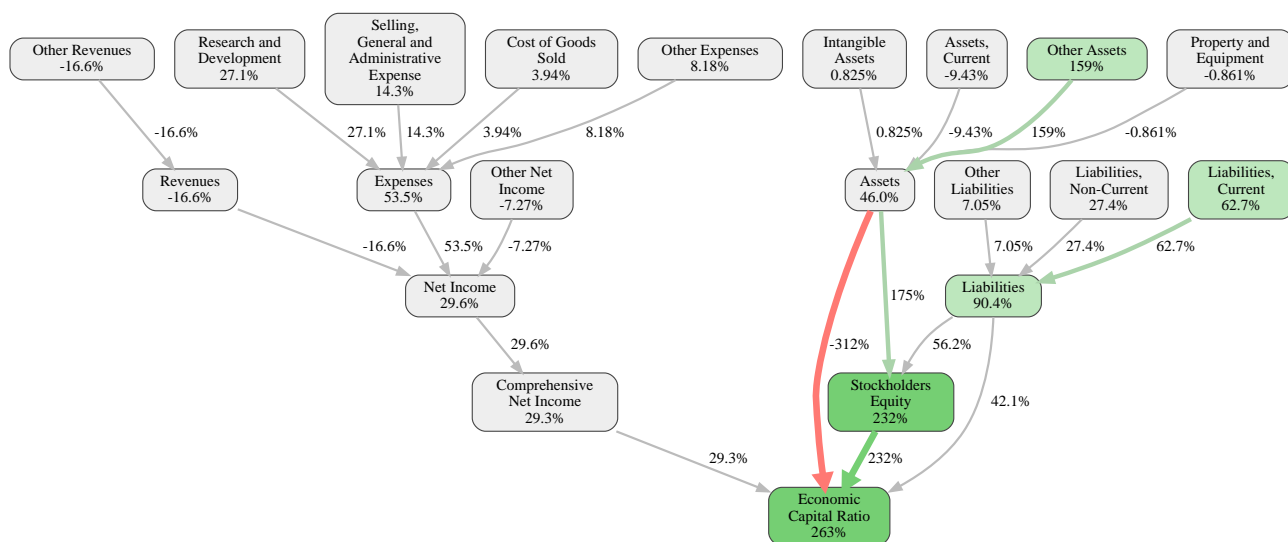 Other Revenues
-16.6%
Research and
Development
27.1%
Selling,
General and
Administrative
Expense
14.3%
Cost of Goods
Sold
3.94%
Other Expenses
8.18%
Intangible
Assets
0.825%
Assets,
Current
-9.43%
Other Assets
159%
Property and
Equipment
-0.861%
-16.6%
27.1%
14.3%
3.94%
8.18%
0.825%
-9.43%
159%
-0.861%
Revenues
-16.6%
Expenses
53.5%
Other Net
Income
-7.27%
Assets
46.0%
Other
Liabilities
7.05%
Liabilities,
Non-Current
27.4%
Liabilities,
Current
62.7%
-16.6%
53.5%
-7.27%
7.05%
27.4%
62.7%
Net Income
29.6%
175%
Liabilities
90.4%
29.6%
-312%
56.2%
Comprehensive
Net Income
29.3%
Stockholders
Equity
232%
42.1%
29.3%
232%
Economic
Capital Ratio
263%